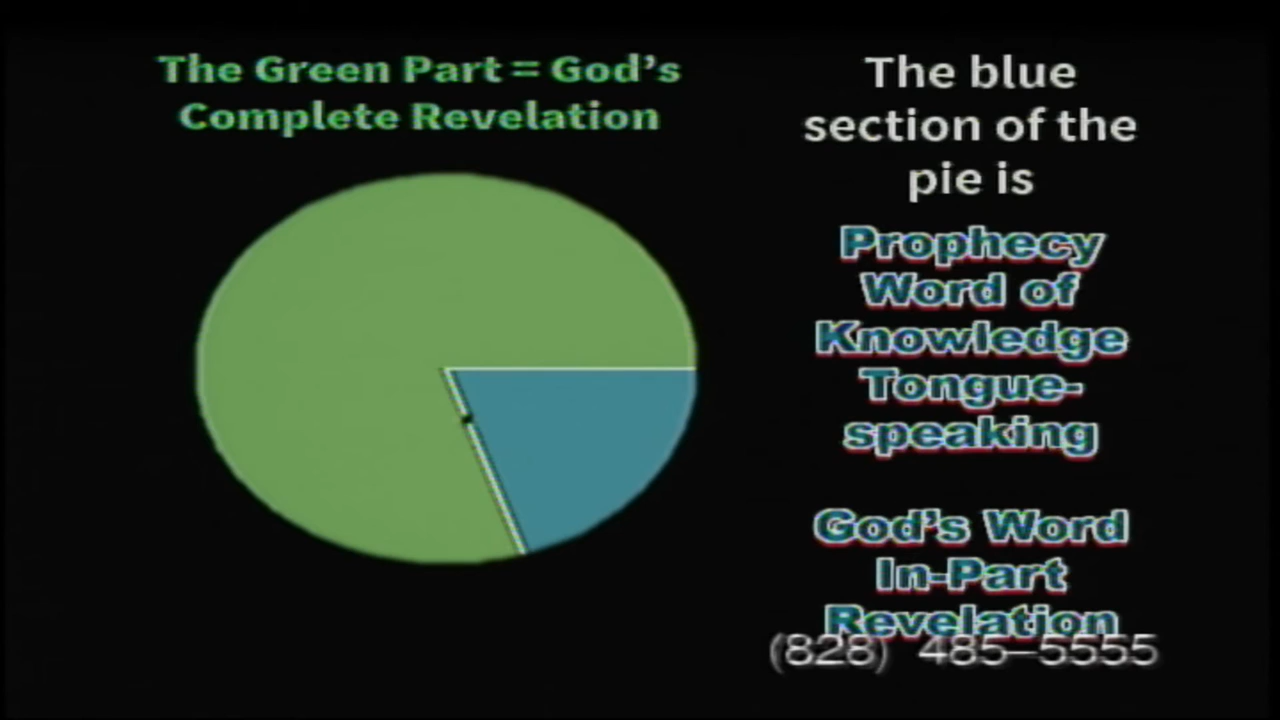 The Green Part = God's
Complete Revelation
The blue
section of the
pie is
Prophecy
Word of
Knowledge
Tongue-
speaking
God's Word
In-Part
Revelation
(828) 485-5555